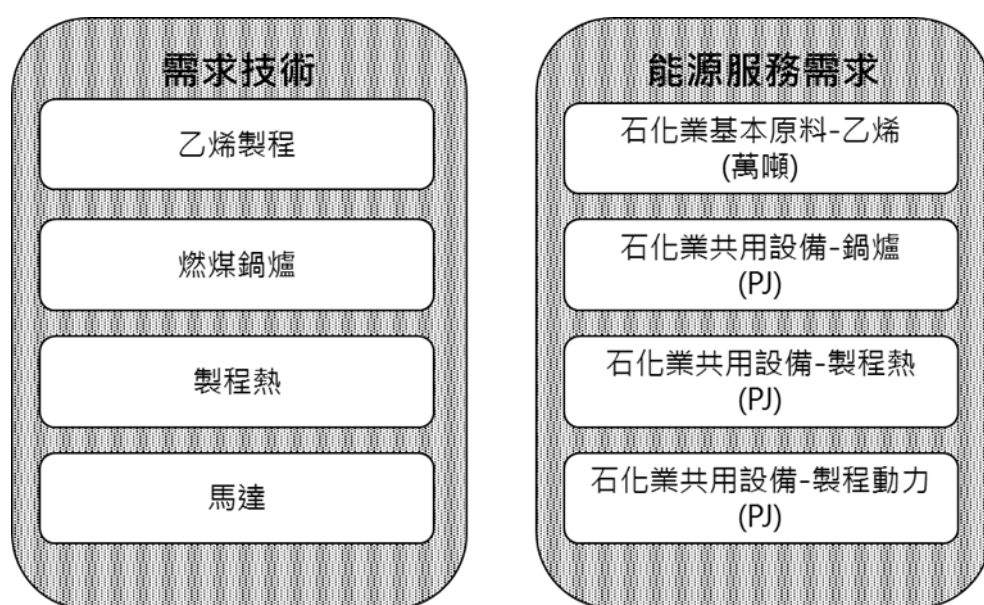 需求技術
乙烯製程
燃煤鍋爐
製程熱
馬達
能源服務需求
石化業基本原料-乙烯
(萬噸)
石化業共用設備-鍋爐
(PJ)
石化業共用設備-製程熱
(PJ)
石化業共用設備-製程動力
(PJ)